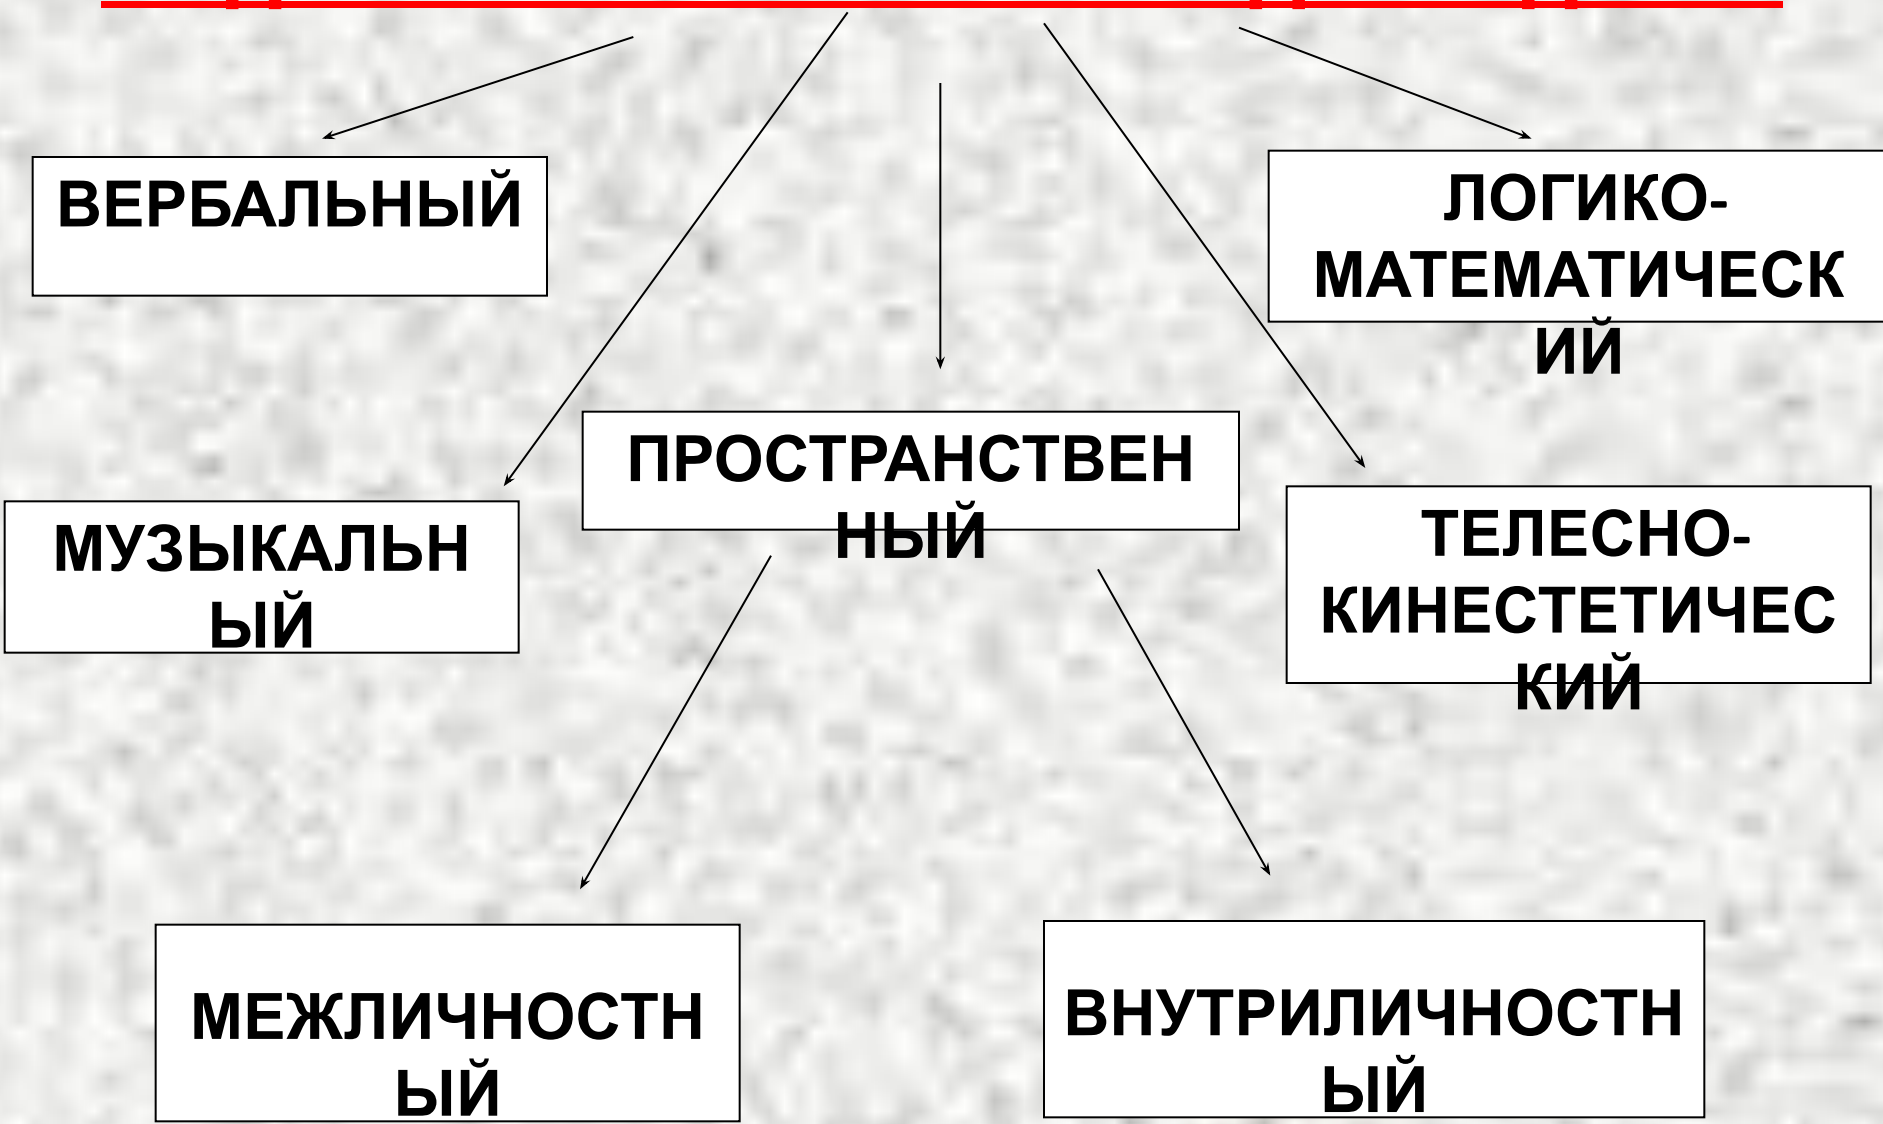 ВЕРБАЛЬНЫЙ
ЛОГИКО-
МАТЕМАТИЧЕСК
ИЙ
ПРОСТРАНСТВЕН
НЫЙ
МУЗЫКАЛЬН
ЫЙ
ТЕЛЕСНО-
КИНЕСТЕТИЧЕС
КИЙ
МЕЖЛИЧНОСТН
ЫЙ
ВНУТРИЛИЧНОСТН
ЫЙ